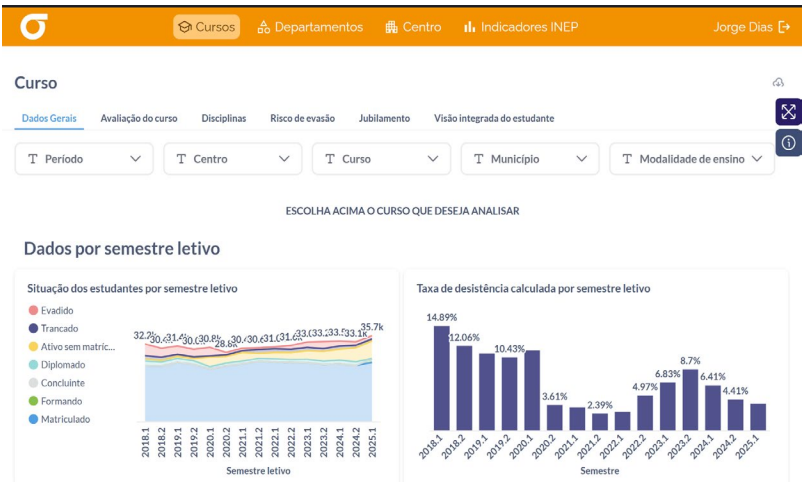 Cursos Departamentos Centro Indicadores INEP Jorge Dias
Curso
Dados Gerais Avaliação do curso Disciplinas Risco de evasão Jubilamento Visão integrada do estudante
T Período T Centro T Curso T Município T Modalidade de ensino
ESCOLHA ACIMA O CURSO QUE DESEJA ANALISAR
Dados por semestre letivo
Situação dos estudantes por semestre letivo
Evadido
Trancado
Ativo sem matríc...
Diplomado
Concluinte
Formando
Matriculado
35.7k
2018.1 2018.2 2019.1 2019.2 2020.1 2020.2 2021.1 2021.2 2022.1 2022.2 2023.1 2023.2 2024.1 2024.2 2025.1
Semestre letivo
Taxa de desistência calculada por semestre letivo
14.89%
12.06%
10.43%
3.61%
2.39%
4.97%
6.83%
8.7%
6.41%
4.41%
2018.1 2018.2 2019.1 2019.2 2020.1 2020.2 2021.1 2021.2 2022.1 2022.2 2023.1 2023.2 2024.1 2024.2 2025.1
Semestre